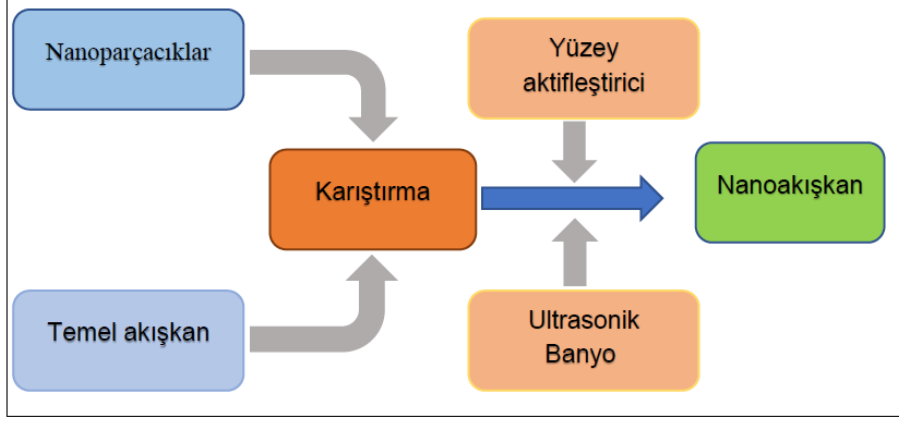 Nanoparçacıklar
Yüzey
aktifleştirici
Karıştırma
Nanoakışkan
Temel akışkan
Ultrasonik
Banyo